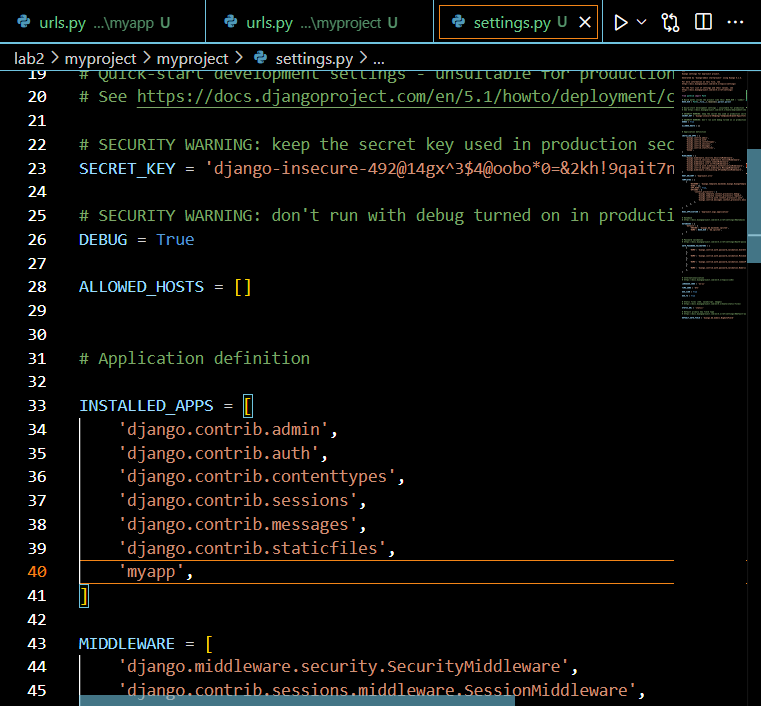 urls.py ...\myapp U urls.py ...\myproject U settings.py U
lab2 > myproject > myproject > settings.py > ...
19 # Quick-start development settings - unsuitable for production
20 # See https://docs.djangoproject.com/en/5.1/howto/deployment/c
21
22 # SECURITY WARNING: keep the secret key used in production sec
23 SECRET_KEY = 'django-insecure-492@14gx^3$4@oobo*0=&2kh!9qait7n
24
25 # SECURITY WARNING: don't run with debug turned on in producti
26 DEBUG = True
27
28 ALLOWED_HOSTS = []
29
30
31 # Application definition
32
33 INSTALLED_APPS = [
34 'django.contrib.admin',
35 'django.contrib.auth',
36 'django.contrib.contenttypes',
37 'django.contrib.sessions',
38 'django.contrib.messages',
39 'django.contrib.staticfiles',
40 'myapp',
41 ]
42
43 MIDDLEWARE = [
44 'django.middleware.security.SecurityMiddleware',
45 'django.contrib.sessions.middleware.SessionMiddleware',